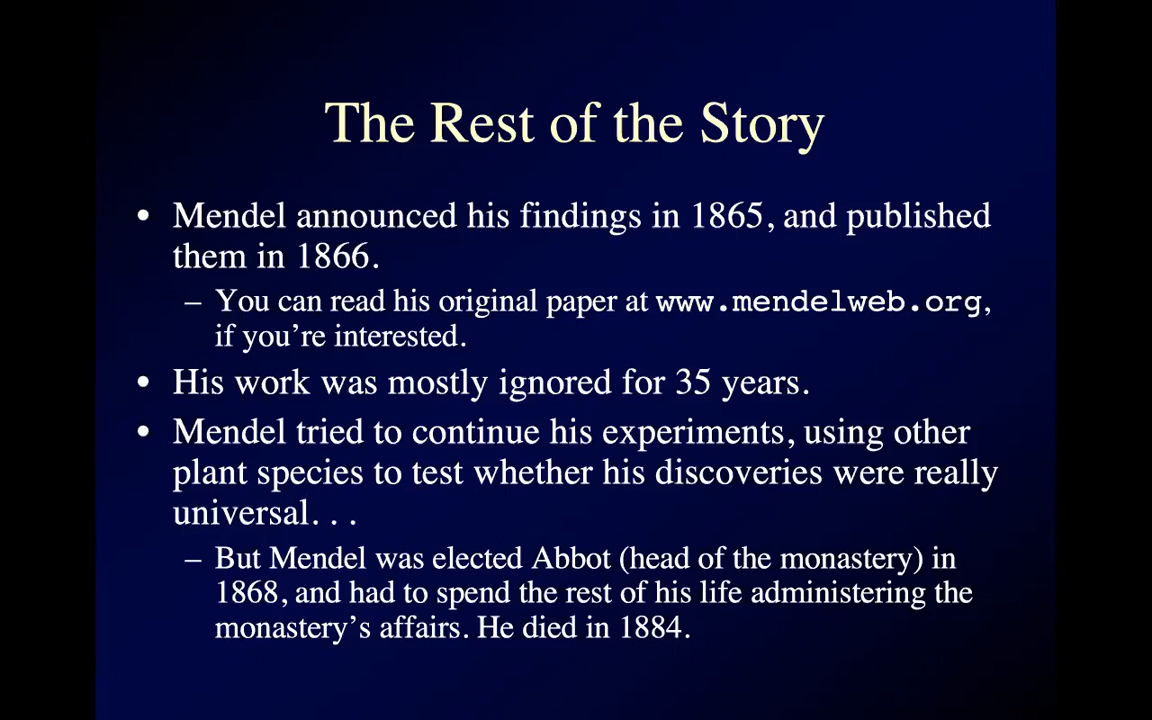 The Rest of the Story
• Mendel announced his findings in 1865, and published
them in 1866.
– You can read his original paper at www.mendelweb.org,
if you’re interested.
• His work was mostly ignored for 35 years.
• Mendel tried to continue his experiments, using other
plant species to test whether his discoveries were really
universal. . .
– But Mendel was elected Abbot (head of the monastery) in
1868, and had to spend the rest of his life administering the
monastery’s affairs. He died in 1884.